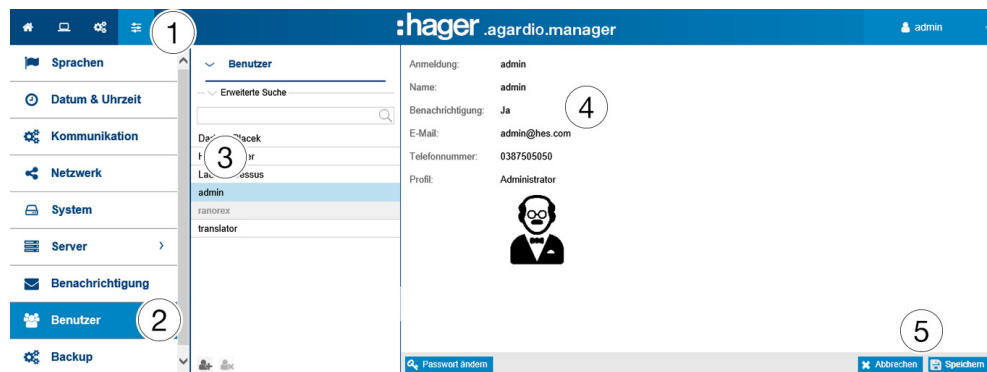 :hager .agardio.manager
admin
1
Sprachen
Datum & Uhrzeit
Kommunikation
Netzwerk
System
Server
Benachrichtigung
Benutzer
2
Backup
Benutzer
Erweiterte Suche
3
admin
ranorex
translator
Anmeldung: admin
Name: admin
Benachrichtigung: Ja
E-Mail: admin@hes.com
Telefonnummer: 0387505050
Profil: Administrator
4
5
Passwort ändern
Abbrechen
Speichern